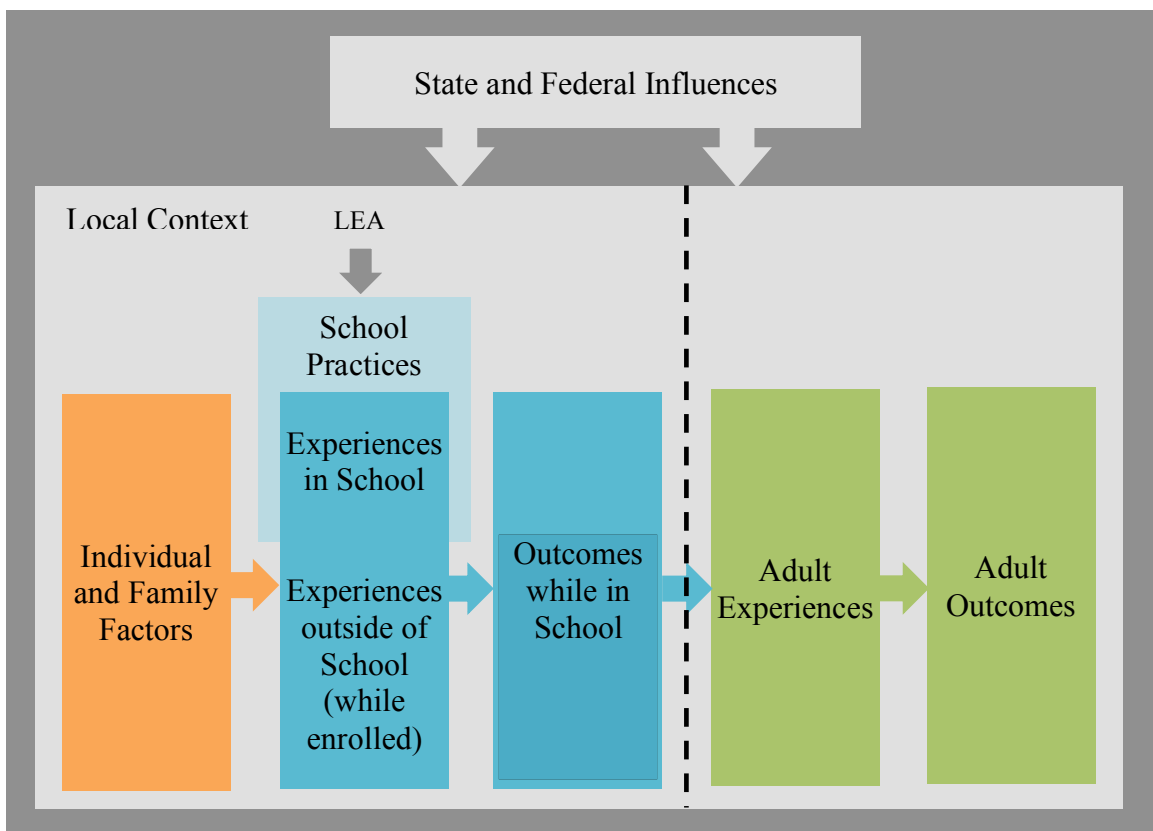 State and Federal Influences
Local Context
LEA
School
Practices
Individual
and Family
Factors
Experiences
in School
Experiences
outside of
School
(while
enrolled)
Outcomes
while in
School
Adult
Experiences
Adult
Outcomes